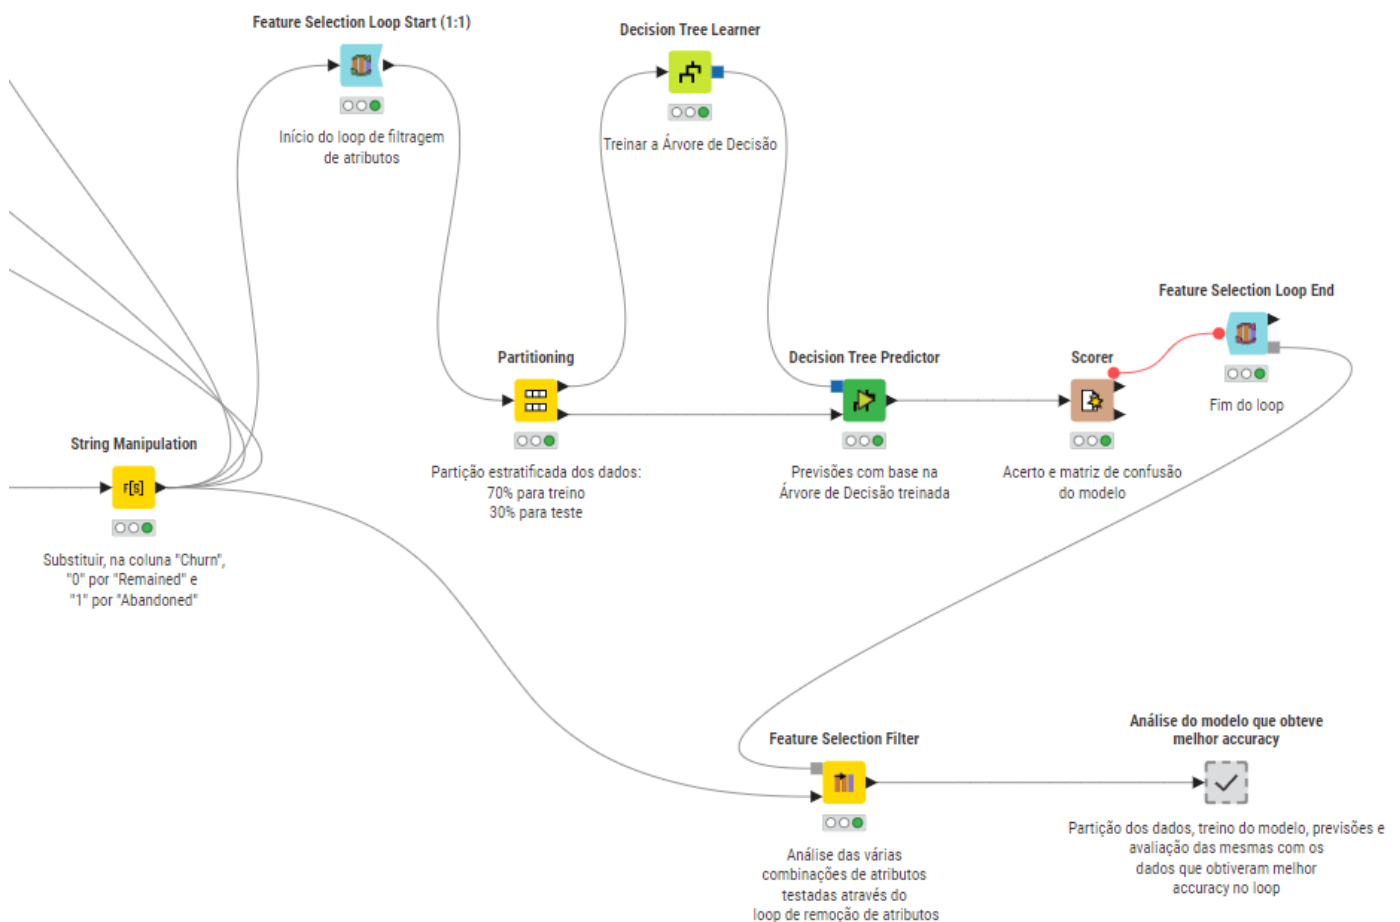 Feature Selection Loop Start (1:1)
Início do loop de filtragem
de atributos
Decision Tree Learner
Treinar a Árvore de Decisão
Partitioning
Partição estratificada dos dados:
70% para treino
30% para teste
Decision Tree Predictor
Previsões com base na
Árvore de Decisão treinada
Scorer
Acerto e matriz de confusão
do modelo
Feature Selection Loop End
Fim do loop
String Manipulation
F[S]
Substituir, na coluna "Churn",
"0" por "Remained" e
"1" por "Abandoned"
Feature Selection Filter
Análise das várias
combinações de atributos
testadas através do
loop de remoção de atributos
Análise do modelo que obteve
melhor accuracy
Partição dos dados, treino do modelo, previsões e
avaliação das mesmas com os
dados que obtiveram melhor
accuracy no loop